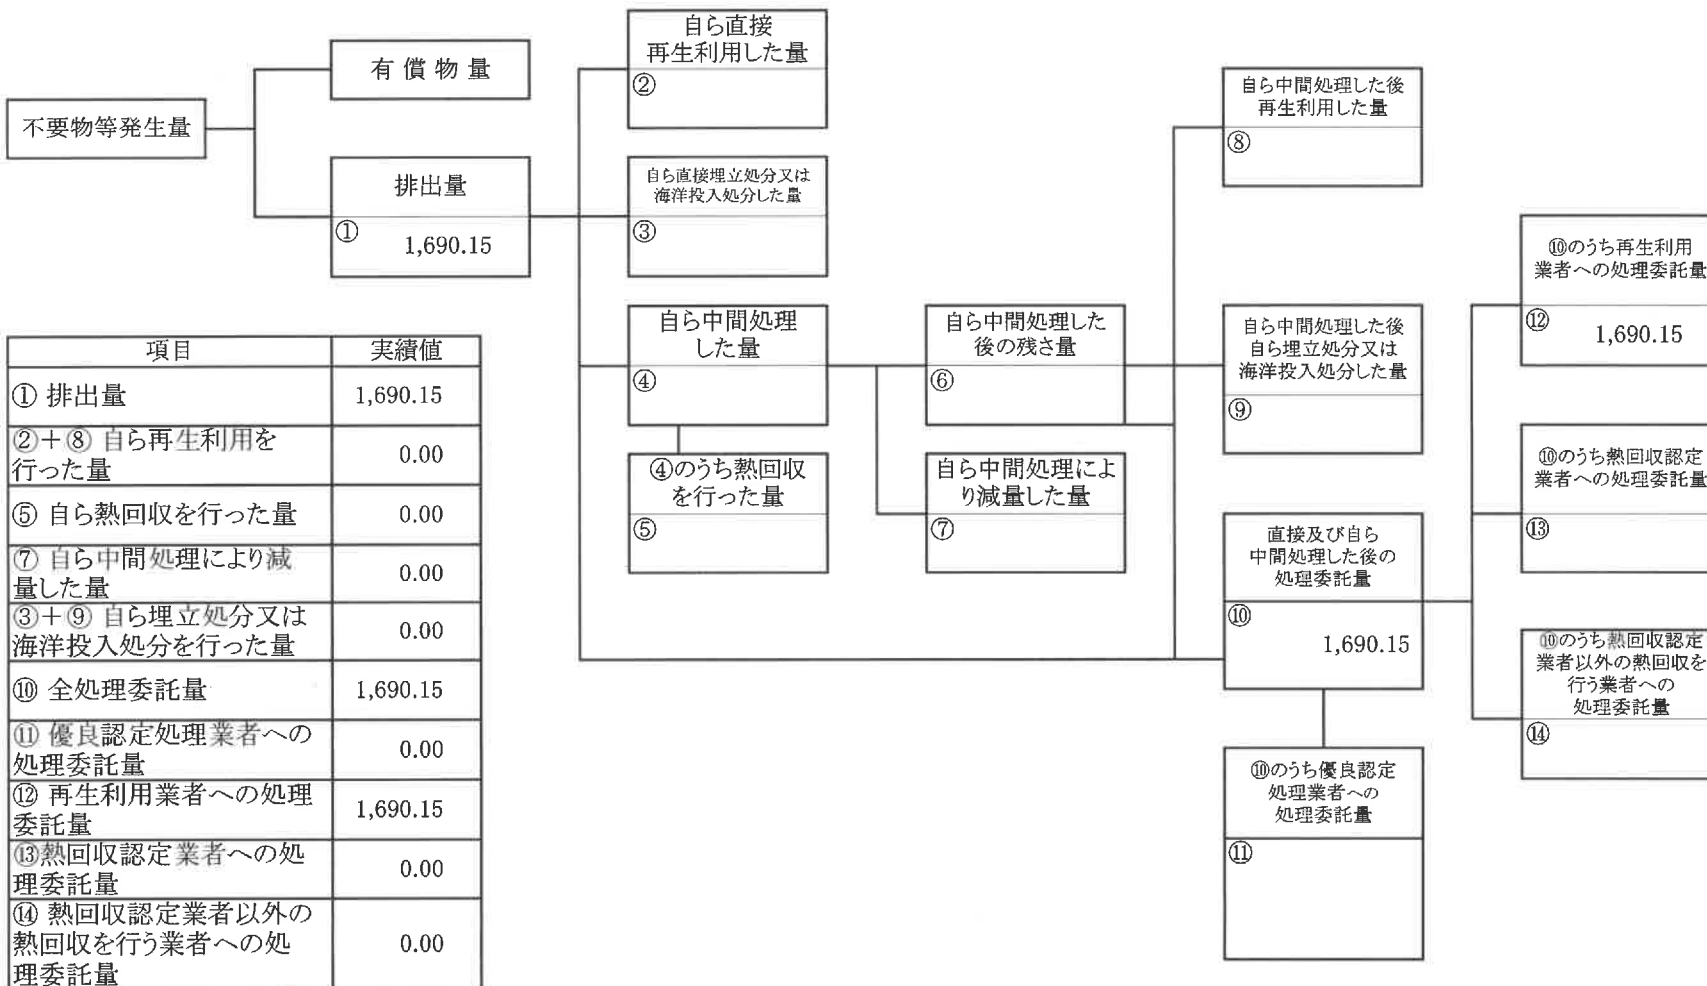 不要物等発生量
有 償 物 量
排出量
①
1,690.15
自ら直接
再生利用した量
②
自ら直接埋立処分又は
海洋投入処分した量
③
自ら中間処理
した量
④
④のうち熱回収
を行った量
⑤
自ら中間処理した
後の残さ量
⑥
自ら中間処理によ
り減量した量
⑦
自ら中間処理した後
再生利用した量
⑧
自ら中間処理した後
自ら埋立処分又は
海洋投入処分した量
⑨
直接及び自ら
中間処理した後の
処理委託量
⑩
1,690.15
⑩のうち優良認定
処理業者への
処理委託量
⑪
⑩のうち再生利用
業者への処理委託量
⑫
1,690.15
⑩のうち熱回収認定
業者への処理委託量
⑬
⑩のうち熱回収認定
業者以外の熱回収を
行う業者への
処理委託量
⑭
項目 実績値
① 排出量 1,690.15
②＋⑧ 自ら再生利用を
行った量 0.00
⑤ 自ら熱回収を行った量 0.00
⑦ 自ら中間処理により減
量した量 0.00
③＋⑨ 自ら埋立処分又は
海洋投入処分を行った量 0.00
⑩ 全処理委託量 1,690.15
⑪ 優良認定処理業者への
処理委託量 0.00
⑫ 再生利用業者への処理
委託量 1,690.15
⑬熱回収認定業者への処
理委託量 0.00
⑭ 熱回収認定業者以外の
熱回収を行う業者への処
理委託量 0.00